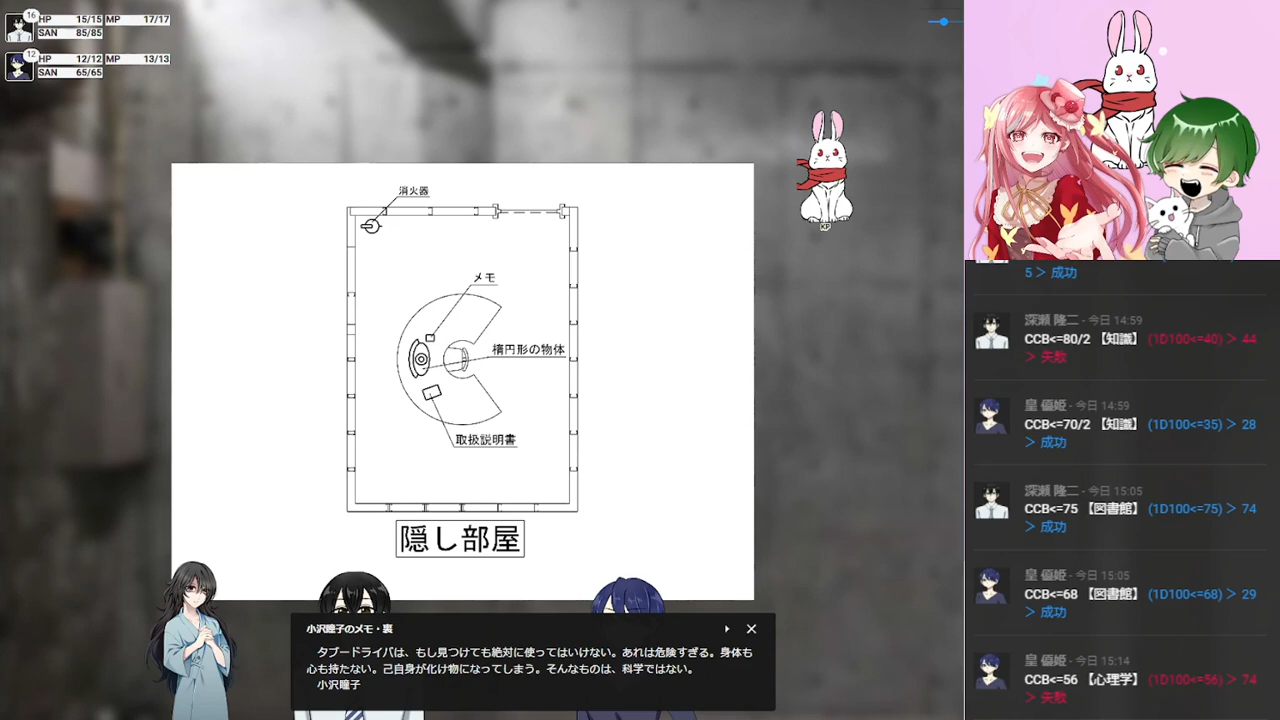 16
HP 15/15 MP 17/17
SAN 85/85
12
HP 12/12 MP 13/13
SAN 65/65
消火器
メモ
楕円形の物体
取扱説明書
隠し部屋
KP
小沢瞳子のメモ・裏
タブードライバは、もし見つけても絶対に使ってはいけない。あれは危険すぎる。身体も
心も持たない。己自身が化け物になってしまう。そんなものは、科学ではない。
小沢瞳子
5 > 成功
深瀬 隆二 - 今日 14:59
CCB<=80/2 【知識】 (1D100<=40) > 44
> 失敗
皇 優姫 - 今日 14:59
CCB<=70/2 【知識】 (1D100<=35) > 28
> 成功
深瀬 隆二 - 今日 15:05
CCB<=75 【図書館】 (1D100<=75) > 74
> 成功
皇 優姫 - 今日 15:05
CCB<=68 【図書館】 (1D100<=68) > 29
> 成功
皇 優姫 - 今日 15:14
CCB<=56 【心理学】 (1D100<=56) > 74
> 失敗